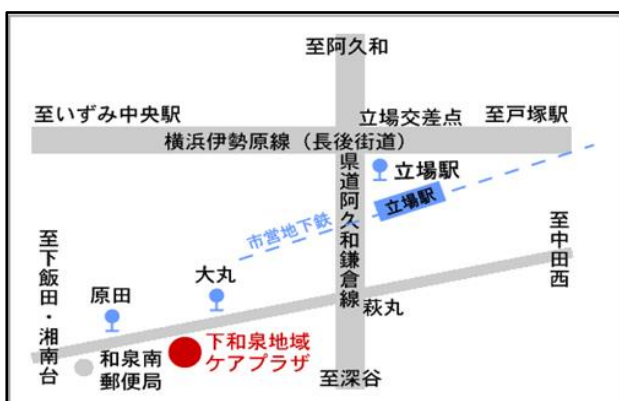 至阿久和
至いずみ中央駅
立場交差点
至戸塚駅
横浜伊勢原線（長後街道）
立場駅
県道阿久和鎌倉線
立場駅
市営地下鉄
至中田西
至下飯田・湘南台
大丸
原田
萩丸
下和泉地域
ケアプラザ
和泉南
郵便局
至深谷